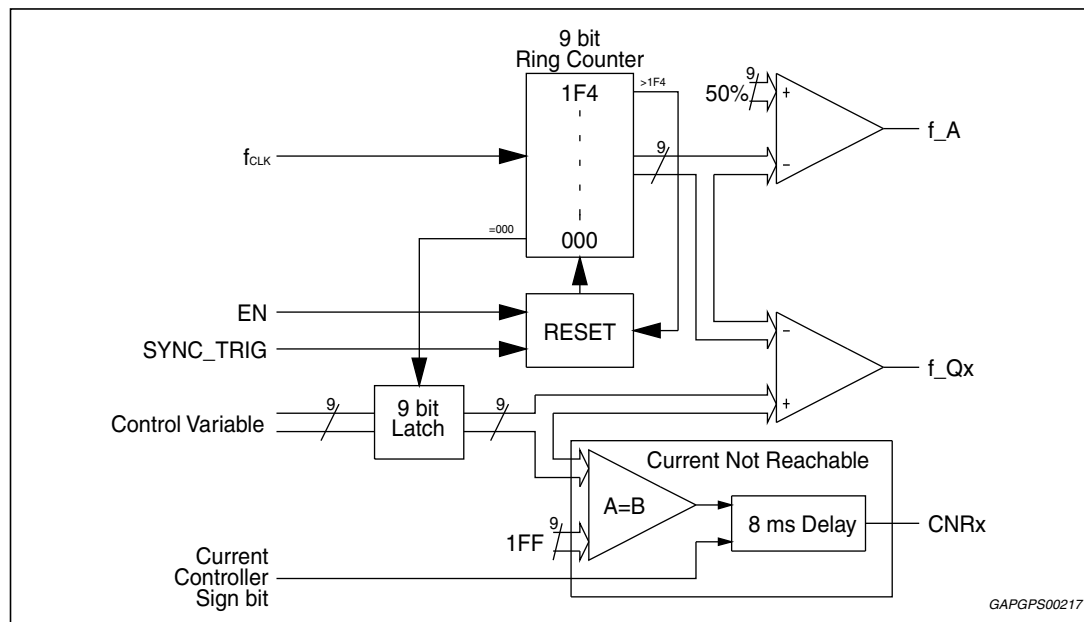 9 bit
Ring Counter
1F4
>1F4
9
50%
+
f_A
fCLK
9
−
=000
000
EN
RESET
SYNC_TRIG
−
f_Qx
+
Control Variable
9
9 bit
Latch
9
Current Not Reachable
A=B
8 ms Delay
CNRx
9
1FF
Current
Controller
Sign bit
GAPGPS00217